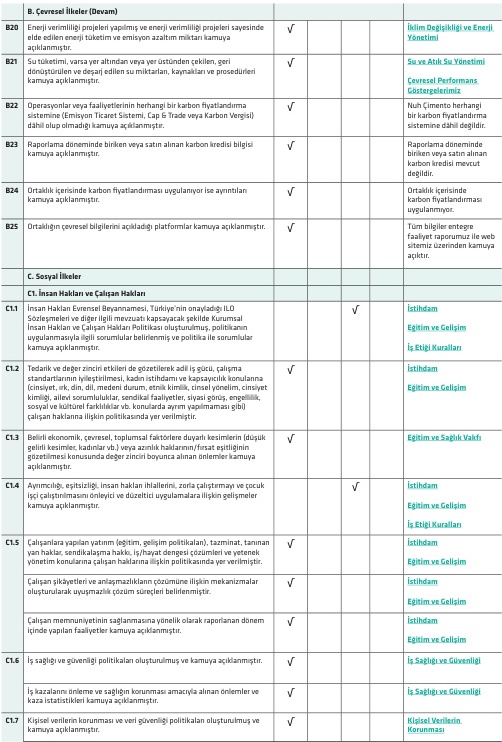 B. Çevresel İlkeler (Devam)
B20 Enerji verimliliği projeleri yapılmış ve enerji verimliliği projeleri sayesinde √ İklim Değişikliği ve Enerji
elde edilen enerji tüketim ve emisyon azaltım miktarı kamuya Yönetimi
açıklanmıştır.
B21 Su tüketimi, varsa yer altından veya yer üstünden çekilen, geri √ Su ve Atık Su Yönetimi
dönüştürülen ve deşarj edilen su miktarları, kaynakları ve prosedürleri
kamuya açıklanmıştır. Çevresel Performans
Göstergelerimiz
B22 Operasyonlar veya faaliyetlerinin herhangi bir karbon fiyatlandırma √ Nuh Çimento herhangi
sistemine (Emisyon Ticaret Sistemi, Cap & Trade veya Karbon Vergisi) bir karbon fiyatlandırma
dâhil olup olmadığı kamuya açıklanmıştır. sistemine dâhil değildir.
B23 Raporlama döneminde biriken veya satın alınan karbon kredisi bilgisi √ Raporlama döneminde
kamuya açıklanmıştır. biriken veya satın alınan
karbon kredisi mevcut
değildir.
B24 Ortaklık içerisinde karbon fiyatlandırması uygulanıyor ise ayrıntıları √ Ortaklık içerisinde
kamuya açıklanmıştır. karbon fiyatlandırması
uygulanmıyor.
B25 Ortaklığın çevresel bilgilerini açıkladığı platformlar kamuya açıklanmıştır. √ Tüm bilgiler entegre
faaliyet raporumuz ile web
sitemiz üzerinden kamuya
açıktır.
C. Sosyal İlkeler
C1. İnsan Hakları ve Çalışan Hakları
C1.1 İnsan Hakları Evrensel Beyannamesi, Türkiye'nin onayladığı ILO √ İstihdam
Sözleşmeleri ve diğer ilgili mevzuatı kapsayacak şekilde Kurumsal
İnsan Hakları ve Çalışan Hakları Politikası oluşturulmuş, politikanın Eğitim ve Gelişim
uygulanmasıyla ilgili sorumlular belirlenmiş ve politika ile sorumlular
kamuya açıklanmıştır. İş Etiği Kuralları
C1.2 Tedarik ve değer zinciri etkileri de gözetilerek adil iş gücü, çalışma √ İstihdam
standartlarının iyileştirilmesi, kadın istihdamı ve kapsayıcılık konularına
(cinsiyet, ırk, din, dil, medeni durum, etnik kimlik, cinsel yönelim, cinsiyet Eğitim ve Gelişim
kimliği, ailevi sorumluluklar, sendikal faaliyetler, siyasi görüş, engellilik,
sosyal ve kültürel farklılıklar vb. konularda ayrım yapılmaması gibi)
çalışan haklarına ilişkin politikasında yer verilmiştir.
C1.3 Belirli ekonomik, çevresel, toplumsal faktörlere duyarlı kesimlerin (düşük √ Eğitim ve Sağlık Vakfı
gelirli kesimler, kadınlar vb.) veya azınlık haklarının/fırsat eşitliğinin
gözetilmesi konusunda değer zinciri boyunca alınan önlemler kamuya
açıklanmıştır.
C1.4 Ayrımcılığı, eşitsizliği, insan hakları ihlallerini, zorla çalıştırmayı ve çocuk √ İstihdam
işçi çalıştırılmasını önleyici ve düzeltici uygulamalara ilişkin gelişmeler
kamuya açıklanmıştır. Eğitim ve Gelişim
İş Etiği Kuralları
C1.5 Çalışanlara yapılan yatırım (eğitim, gelişim politikaları), tazminat, tanınan √ İstihdam
yan haklar, sendikalaşma hakkı, iş/hayat dengesi çözümleri ve yetenek
yönetim konularına çalışan haklarına ilişkin politikasında yer verilmiştir. Eğitim ve Gelişim
Çalışan şikâyetleri ve anlaşmazlıkların çözümüne ilişkin mekanizmalar √ İstihdam
oluşturularak uyuşmazlık çözüm süreçleri belirlenmiştir.
Eğitim ve Gelişim
Çalışan memnuniyetinin sağlanmasına yönelik olarak raporlanan dönem √ İstihdam
içinde yapılan faaliyetler kamuya açıklanmıştır.
Eğitim ve Gelişim
C1.6 İş sağlığı ve güvenliği politikaları oluşturulmuş ve kamuya açıklanmıştır. √ İş Sağlığı ve Güvenliği
İş kazalarını önleme ve sağlığın korunması amacıyla alınan önlemler ve √ İş Sağlığı ve Güvenliği
kaza istatistikleri kamuya açıklanmıştır.
C1.7 Kişisel verilerin korunması ve veri güvenliği politikaları oluşturulmuş ve √ Kişisel Verilerin
kamuya açıklanmıştır. Korunması